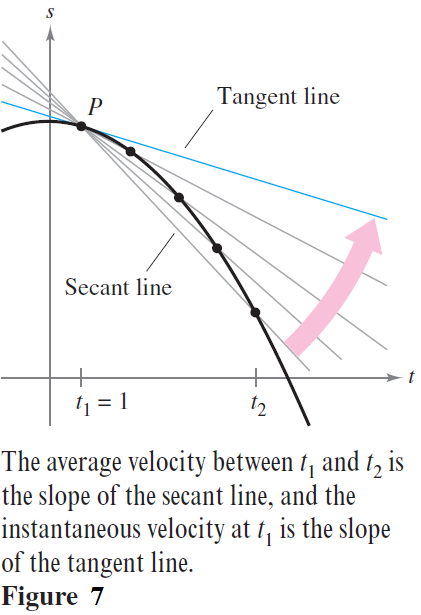 s
P
Tangent line
Secant line
t
t₁ = 1
t₂
The average velocity between t₁ and t₂ is
the slope of the secant line, and the
instantaneous velocity at t₁ is the slope
of the tangent line.
Figure 7